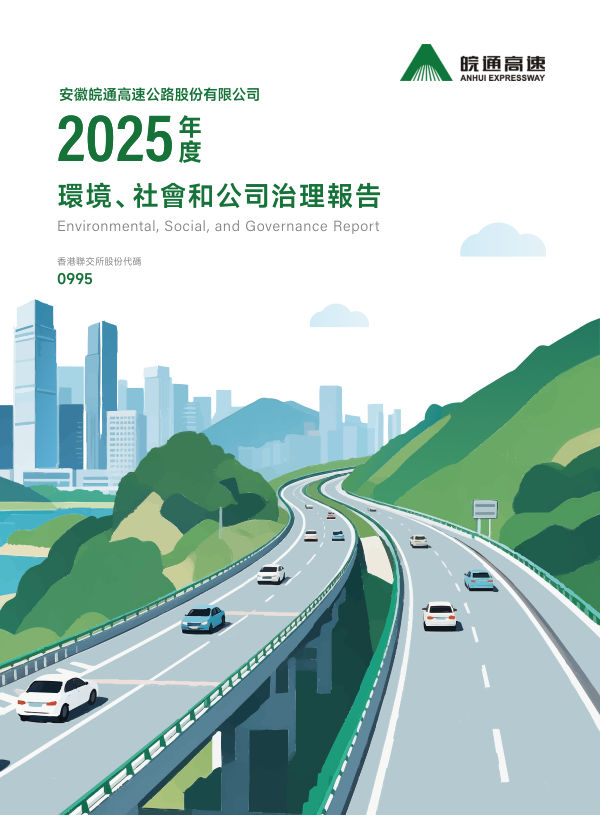 皖通高速
ANHUI EXPRESSWAY
安徽皖通高速公路股份有限公司
2025年度
環境、社會和公司治理報告
Environmental, Social, and Governance Report
香港聯交所股份代碼
0995